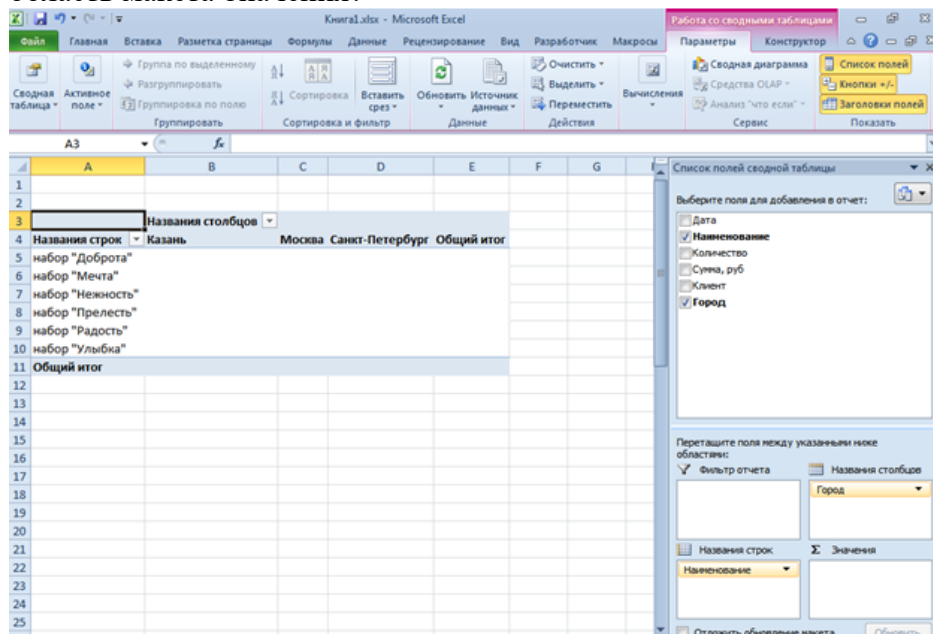 Книга1.xlsx - Microsoft Excel
Работа со сводными таблицами
Файл Главная Вставка Разметка страницы Формулы Данные Рецензирование Вид Разработчик Макросы Параметры Конструктор
Сводная таблица
Активное поле
Группа по выделенному
Разгруппировать
Группировка по полю
Группировать
Сортировка
Вставить срез
Сортировка и фильтр
Обновить
Источник данных
Данные
Очистить
Выделить
Переместить
Действия
Вычисления
Сводная диаграмма
Средства OLAP
Анализ "что если"
Сервис
Список полей
Кнопки +/-
Заголовки полей
Показать
A3 fx
A B C D E F G
1
2
3 Названия столбцов
4 Названия строк Казань Москва Санкт-Петербург Общий итог
5 набор "Доброта"
6 набор "Мечта"
7 набор "Нежность"
8 набор "Прелесть"
9 набор "Радость"
10 набор "Улыбка"
11 Общий итог
12
13
14
15
16
17
18
19
20
21
22
23
24
25
Список полей сводной таблицы
Выберите поля для добавления в отчет:
Дата
Наименование
Количество
Сумма, руб
Клиент
Город
Перетащите поля между указанными ниже
областями:
Фильтр отчета Названия столбцов
Город
Названия строк Σ Значения
Наименование
Отложить обновление макета Обновить